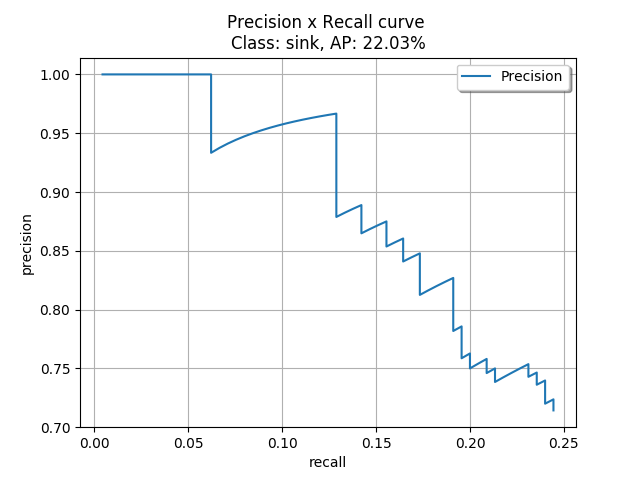 Precision x Recall curve
Class: sink, AP: 22.03%
Precision
1.00
0.95
0.90
0.85
0.80
0.75
0.70
precision
0.00 0.05 0.10 0.15 0.20 0.25
recall